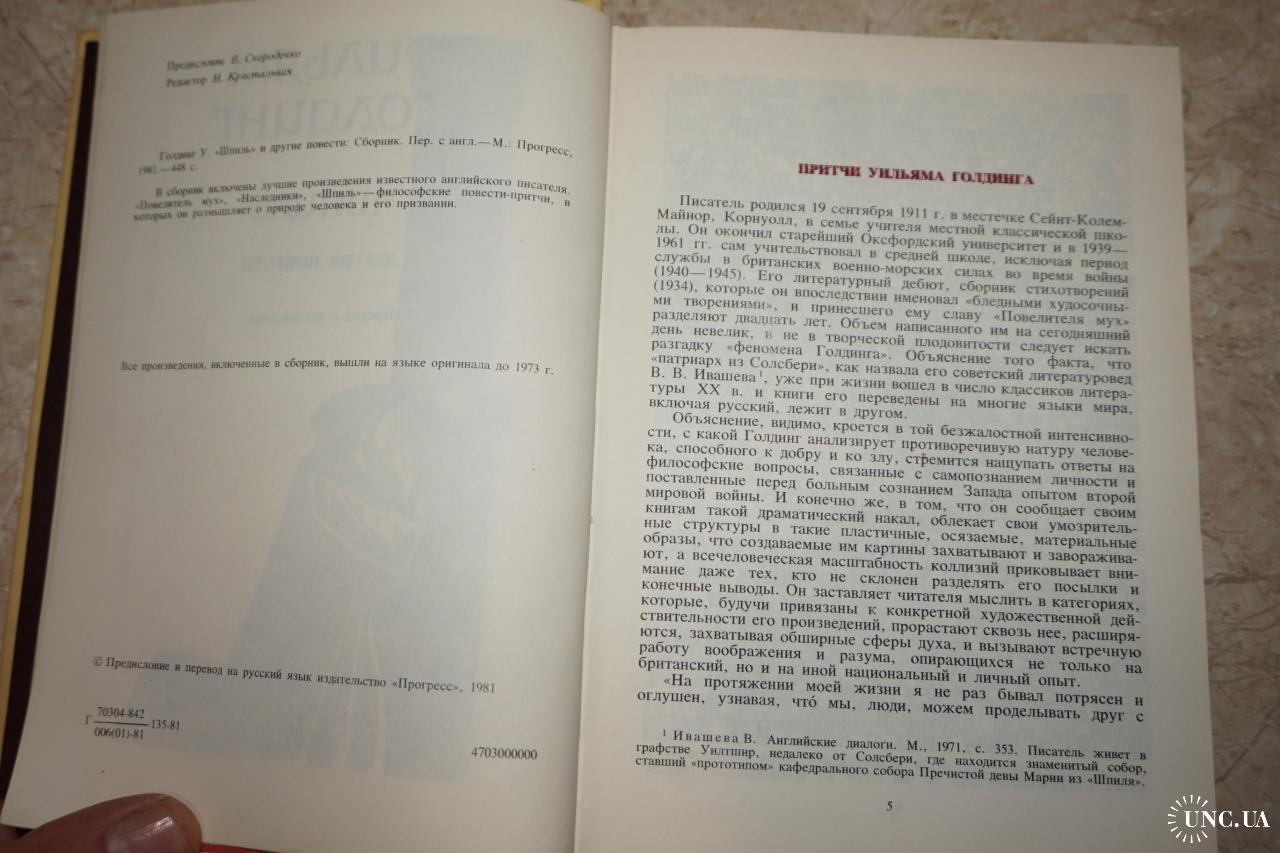 Предисловие В. Скороденко
Редактор Н. Кристальная
Голдинг У. «Шпиль» и другие повести: Сборник. Пер. с англ.— М.: Прогресс,
1981.— 448 с.
В сборник включены лучшие произведения известного английского писателя.
«Повелитель мух», «Наследники», «Шпиль» — философские повести-притчи, в
которых он размышляет о природе человека и его призвании.
Все произведения, включенные в сборник, вышли на языке оригинала до 1973 г.
© Предисловие и перевод на русский язык издательство «Прогресс», 1981
Г 70304-842 135-81
006(01)-81
4703000000
ПРИТЧИ УИЛЬЯМА ГОЛДИНГА
Писатель родился 19 сентября 1911 г. в местечке Сейнт-Колем-
Майнор, Корнуолл, в семье учителя местной классической шко-
лы. Он окончил старейший Оксфордский университет и в 1939—
1961 гг. сам учительствовал в средней школе, исключая период
службы в британских военно-морских силах во время войны
(1940—1945). Его литературный дебют, сборник стихотворений
(1934), которые он впоследствии именовал «бледными худосочны-
ми творениями», и принесшего ему славу «Повелителя мух»
разделяют двадцать лет. Объем написанного им на сегодняшний
день невелик, и не в творческой плодовитости следует искать
разгадку «феномена Голдинга». Объяснение того факта, что
«патриарх из Солсбери», как назвала его советский литературовед
В. В. Ивашева¹, уже при жизни вошел в число классиков литера-
туры XX в. и книги его переведены на многие языки мира,
включая русский, лежит в другом.
Объяснение, видимо, кроется в той безжалостной интенсивно-
сти, с какой Голдинг анализирует противоречивую натуру челове-
ка, способного к добру и ко злу, стремится нащупать ответы на
философские вопросы, связанные с самопознанием личности и
поставленные перед больным сознанием Запада опытом второй
мировой войны. И конечно же, в том, что он сообщает своим
книгам такой драматический накал, облекает свои умозритель-
ные структуры в такие пластичные, осязаемые, материальные
образы, что создаваемые им картины захватывают и заворажива-
ют, а всечеловеческая масштабность коллизий приковывает вни-
мание даже тех, кто не склонен разделять его посылки и
конечные выводы. Он заставляет читателя мыслить в категориях,
которые, будучи привязаны к конкретной художественной дей-
ствительности его произведений, прорастают сквозь нее, расширя-
ются, захватывая обширные сферы духа, и вызывают встречную
работу воображения и разума, опирающихся не только на
британский, но и на иной национальный и личный опыт.
«На протяжении моей жизни я не раз бывал потрясен и
оглушен, узнавая, что́ мы, люди, можем проделывать друг с
¹ Ивашева В. Английские диалоги. М., 1971, с. 353. Писатель живет в
графстве Уилтшир, недалеко от Солсбери, где находится знаменитый собор,
ставший «прототипом» кафедрального собора Пречистой девы Марии из «Шпиля».
5
UNC.UA